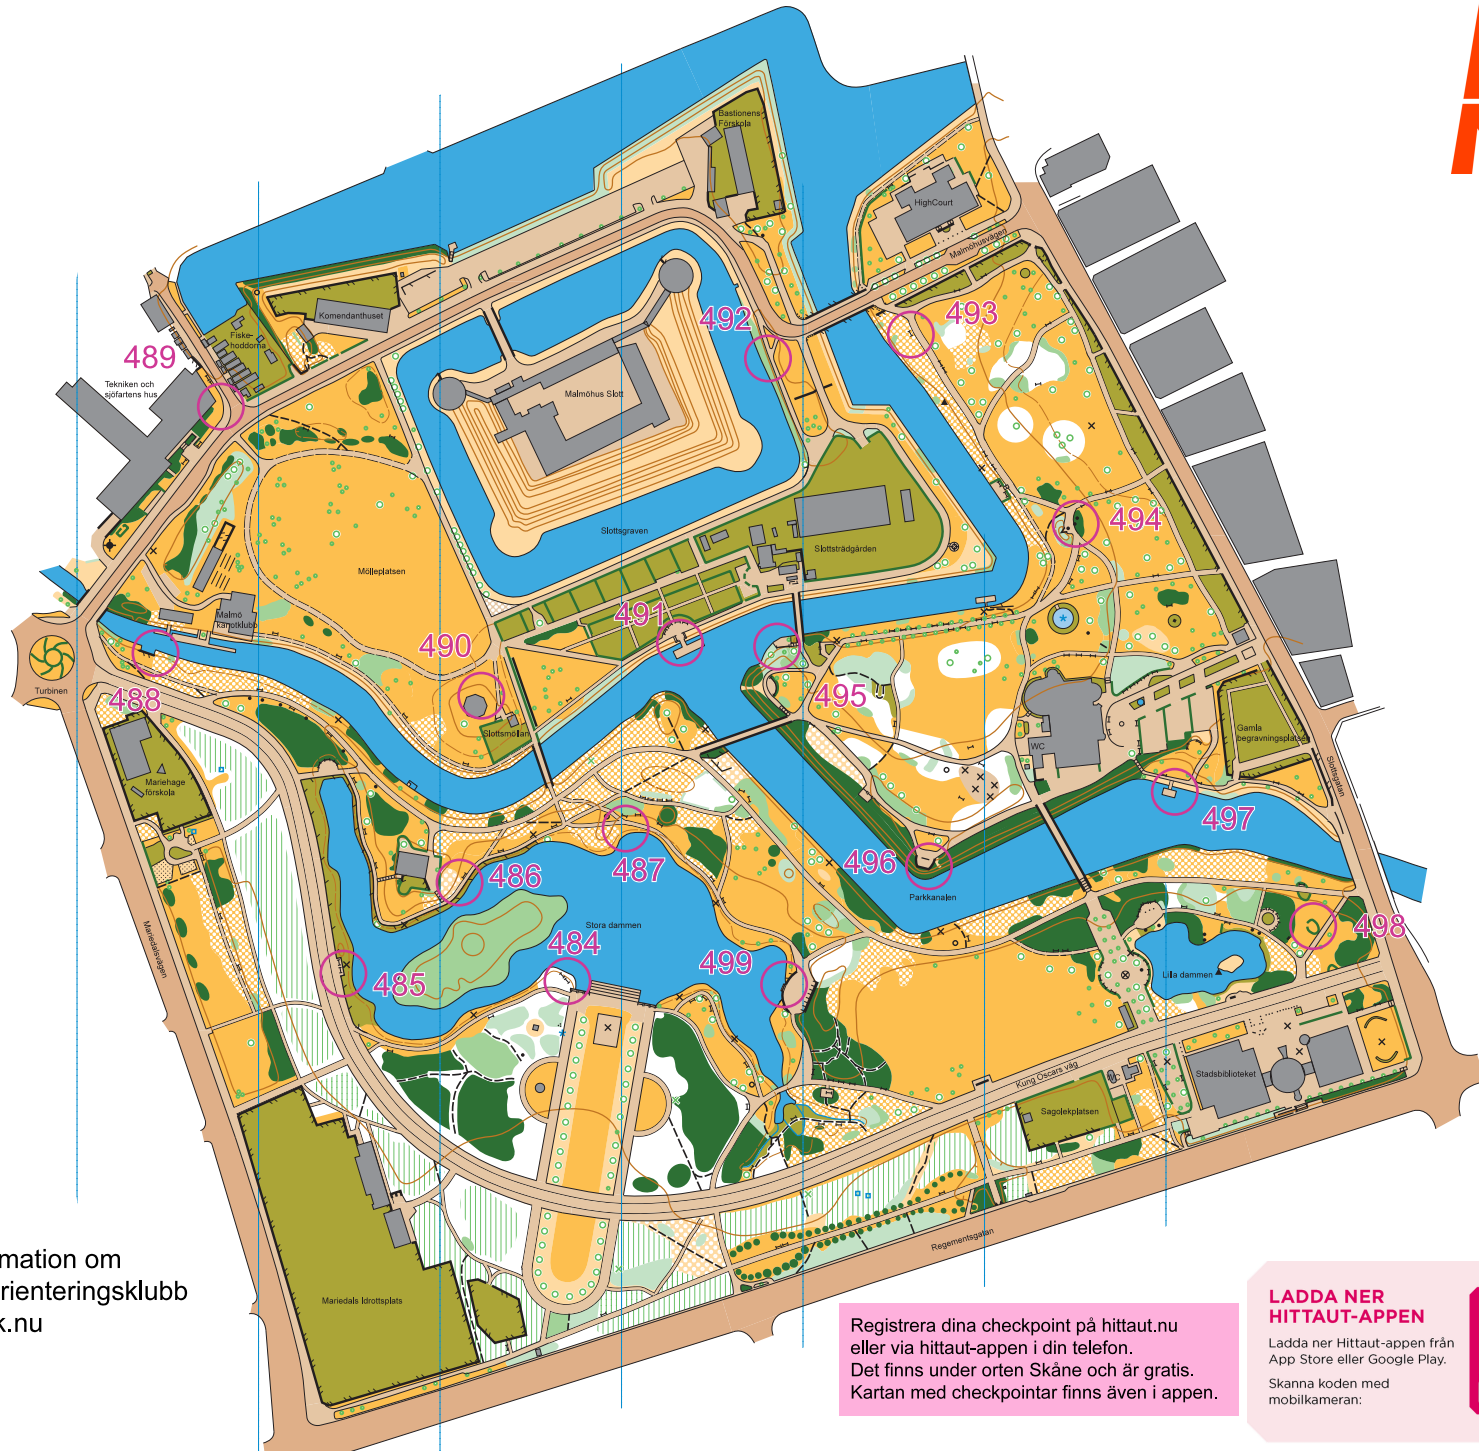 Bastionens
Förskola
HighCourt
Malmöhusvägen
Komendanthuset
Fiske-
hoddorna
492
493
489
Tekniken och
sjöfartens hus
Malmöhus Slott
Slottsgraven
494
Slottsträdgården
Mölleplatsen
Malmö
kanotklubb
491
490
488
Turbinen
495
Slottsmöllan
WC
Gamla
begravningsplatsen
Slottsgatan
Mariehage
förskola
497
487
486
496
Parkkanalen
Mariedalsvägen
Stora dammen
484
485
499
498
Lilla dammen
Kung Oscars väg
WC
Stadsbiblioteket
Sagolekplatsen
Regementsgatan
Mariedals Idrottsplats
rmation om
rienteringsklubb
k.nu
Registrera dina checkpoint på hittaut.nu
eller via hittaut-appen i din telefon.
Det finns under orten Skåne och är gratis.
Kartan med checkpointar finns även i appen.
LADDA NER
HITTAUT-APPEN
Ladda ner Hittaut-appen från
App Store eller Google Play.
Skanna koden med
mobilkameran: